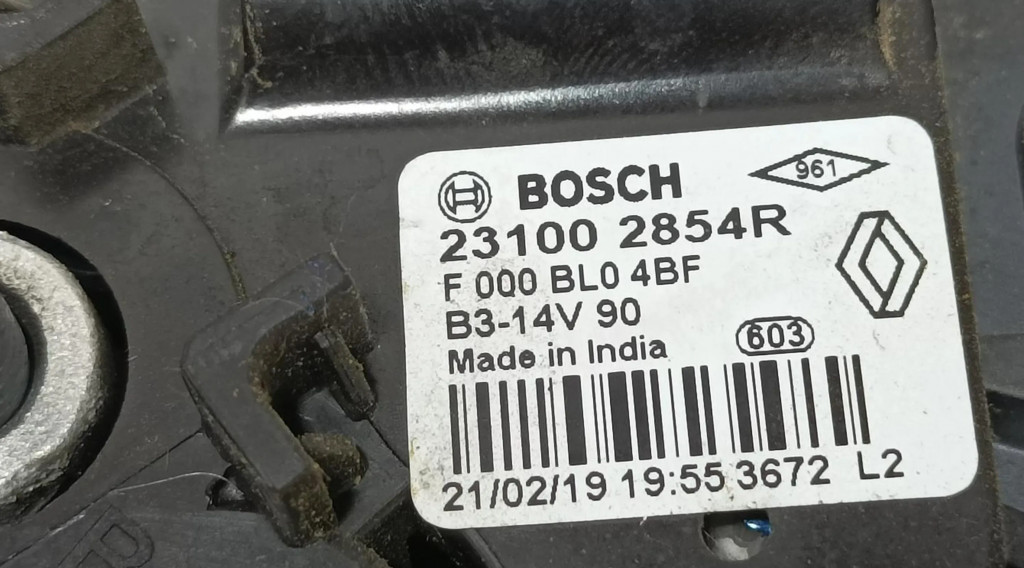 BOSCH
961
23100 2854R
F 000 BL0 4BF
B3-14V 90
603
Made in India
21/02/19 19:55 3672 L2